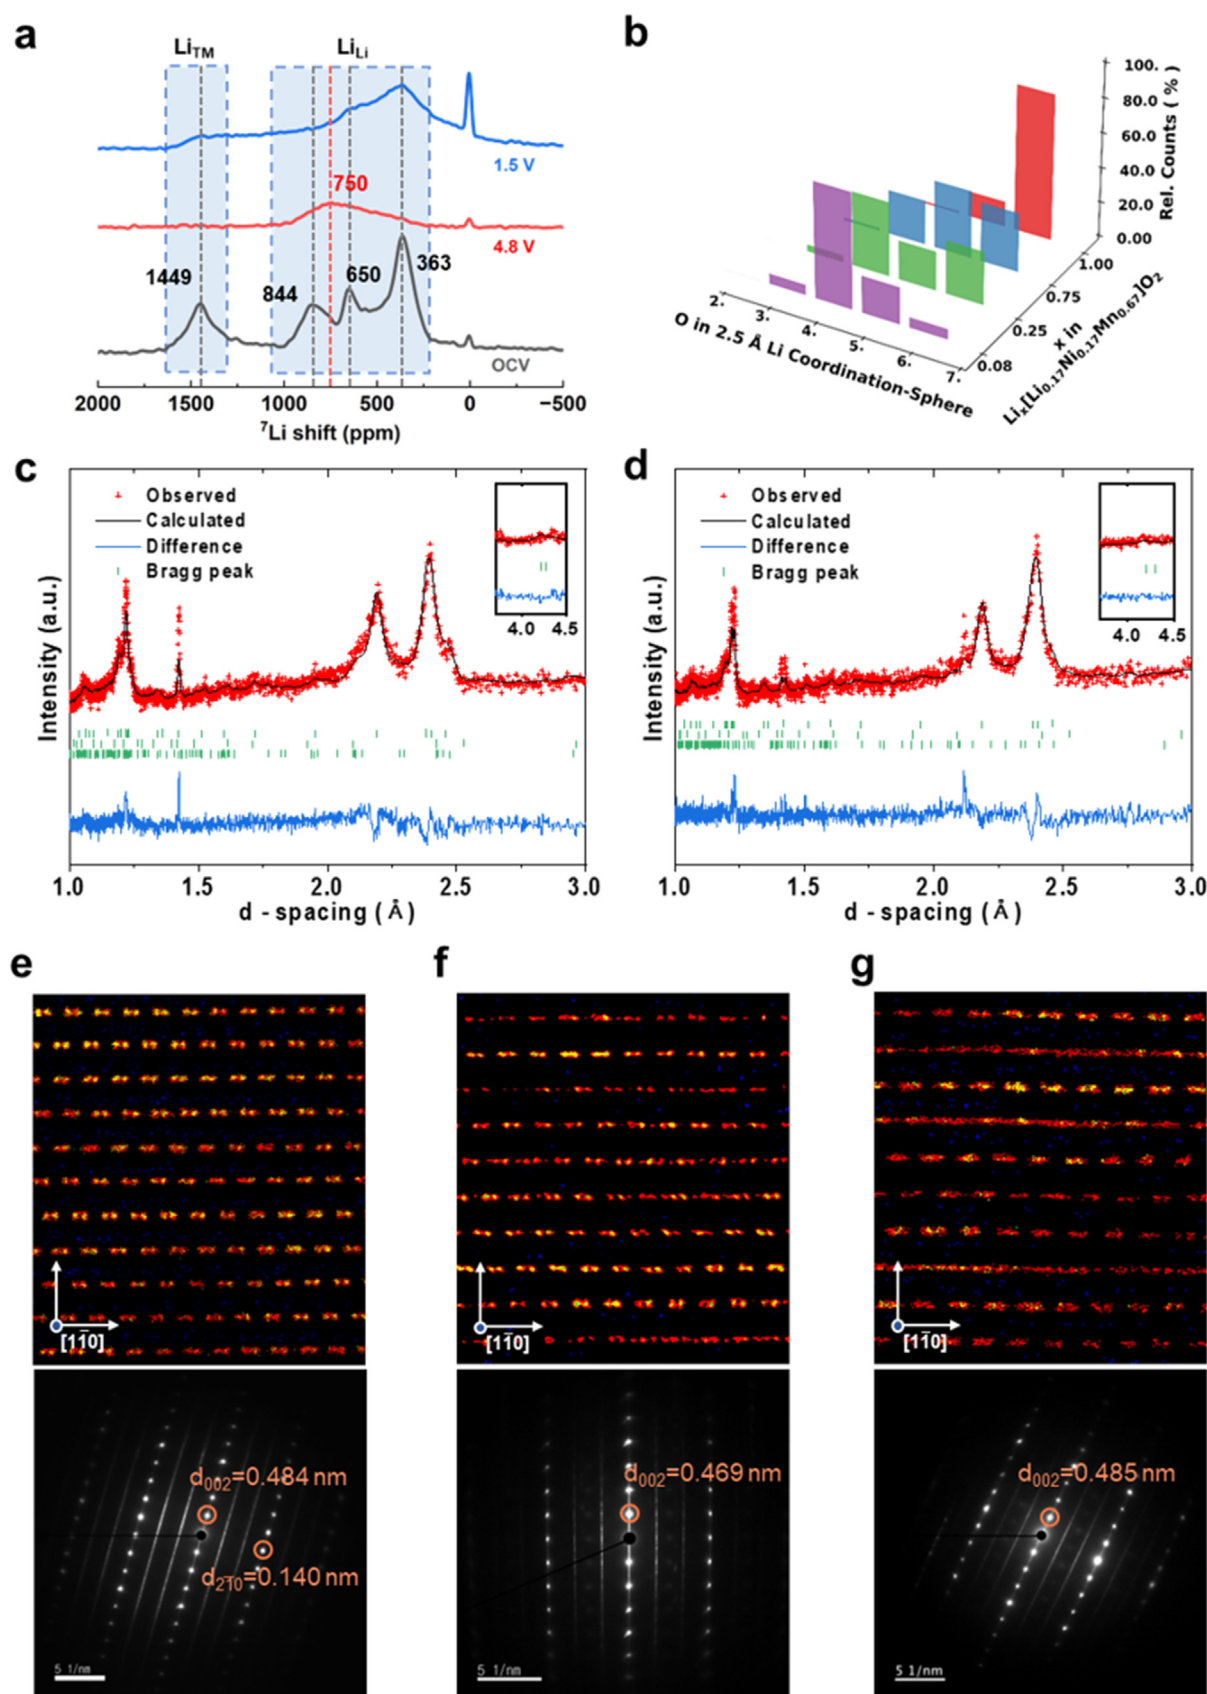 a
Li_TM
Li_Li
1.5 V
750
4.8 V
1449
844
650
363
OCV
2000 1500 1000 500 0 −500
⁷Li shift (ppm)
b
100.
80.0
60.0
40.0
20.0
0.00
Rel. Counts ( % )
2. 3. 4. 5. 6. 7.
O in 2.5 Å Li Coordination-Sphere
0.08 0.25 0.75 1.00
x in
Li_x[Li_0.17Ni_0.17Mn_0.67]O_2
c
Observed
Calculated
Difference
Bragg peak
4.0 4.5
Intensity (a.u.)
1.0 1.5 2.0 2.5 3.0
d - spacing ( Å )
d
Observed
Calculated
Difference
Bragg peak
4.0 4.5
Intensity (a.u.)
1.0 1.5 2.0 2.5 3.0
d - spacing ( Å )
e
[11̄0]
d_002=0.484 nm
d_21̄0=0.140 nm
5 1/nm
f
[11̄0]
d_002=0.469 nm
5 1/nm
g
[11̄0]
d_002=0.485 nm
5 1/nm